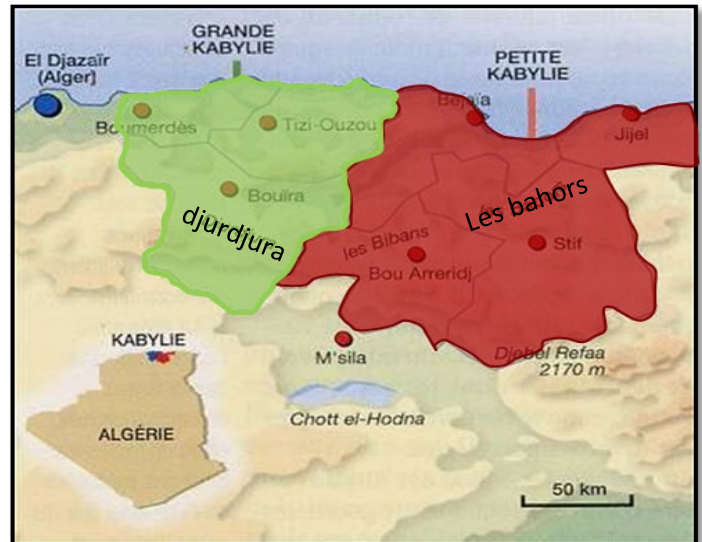 GRANDE
KABYLIE
El Djazaïr
(Alger)
PETITE
KABYLIE
Bejaïa
Boumerdès
Tizi-Ouzou
Jijel
Bouïra
djurdjura
Les bahors
les Bibans
Stif
Bou Arreridj
M'sila
Djebel Refaa
2170 m
KABYLIE
Chott el-Hodna
ALGÉRIE
50 km